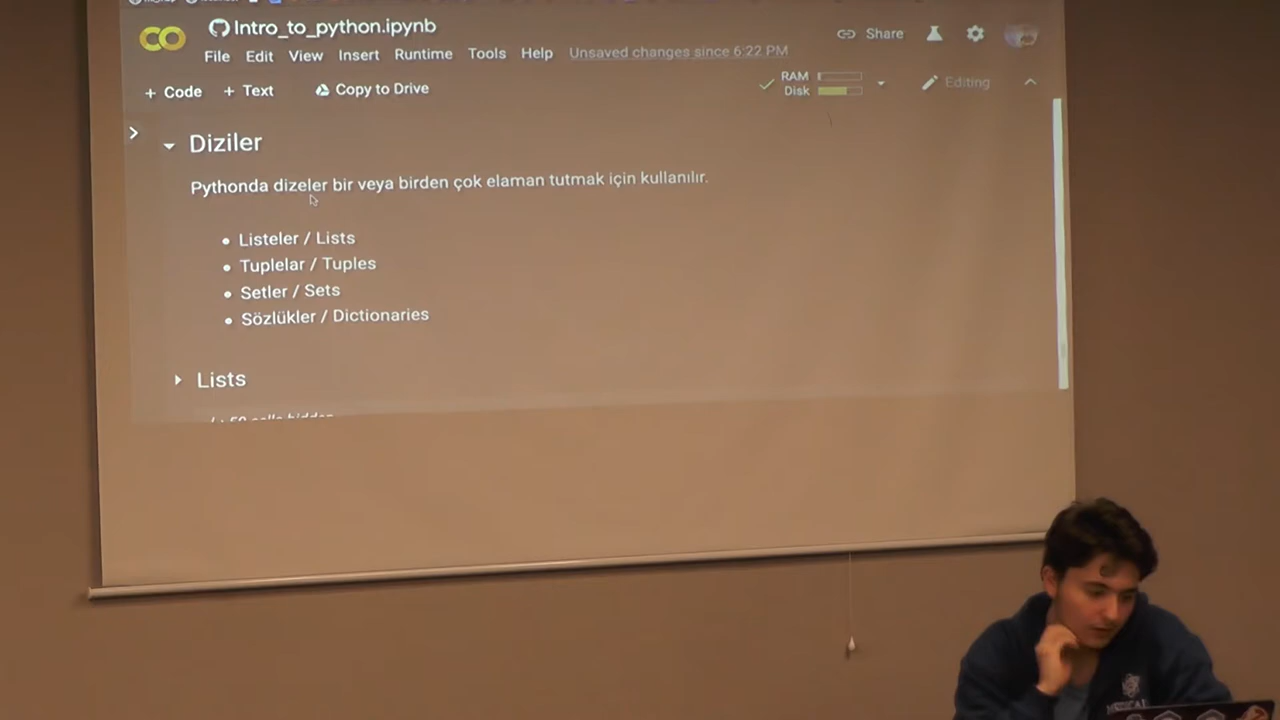 Intro_to_python.ipynb
File Edit View Insert Runtime Tools Help Unsaved changes since 6:22 PM
Share
+ Code + Text Copy to Drive
RAM
Disk
Editing
Diziler
Pythonda dizeler bir veya birden çok elaman tutmak için kullanılır.
Listeler / Lists
Tuplelar / Tuples
Setler / Sets
Sözlükler / Dictionaries
Lists
MEDICAL